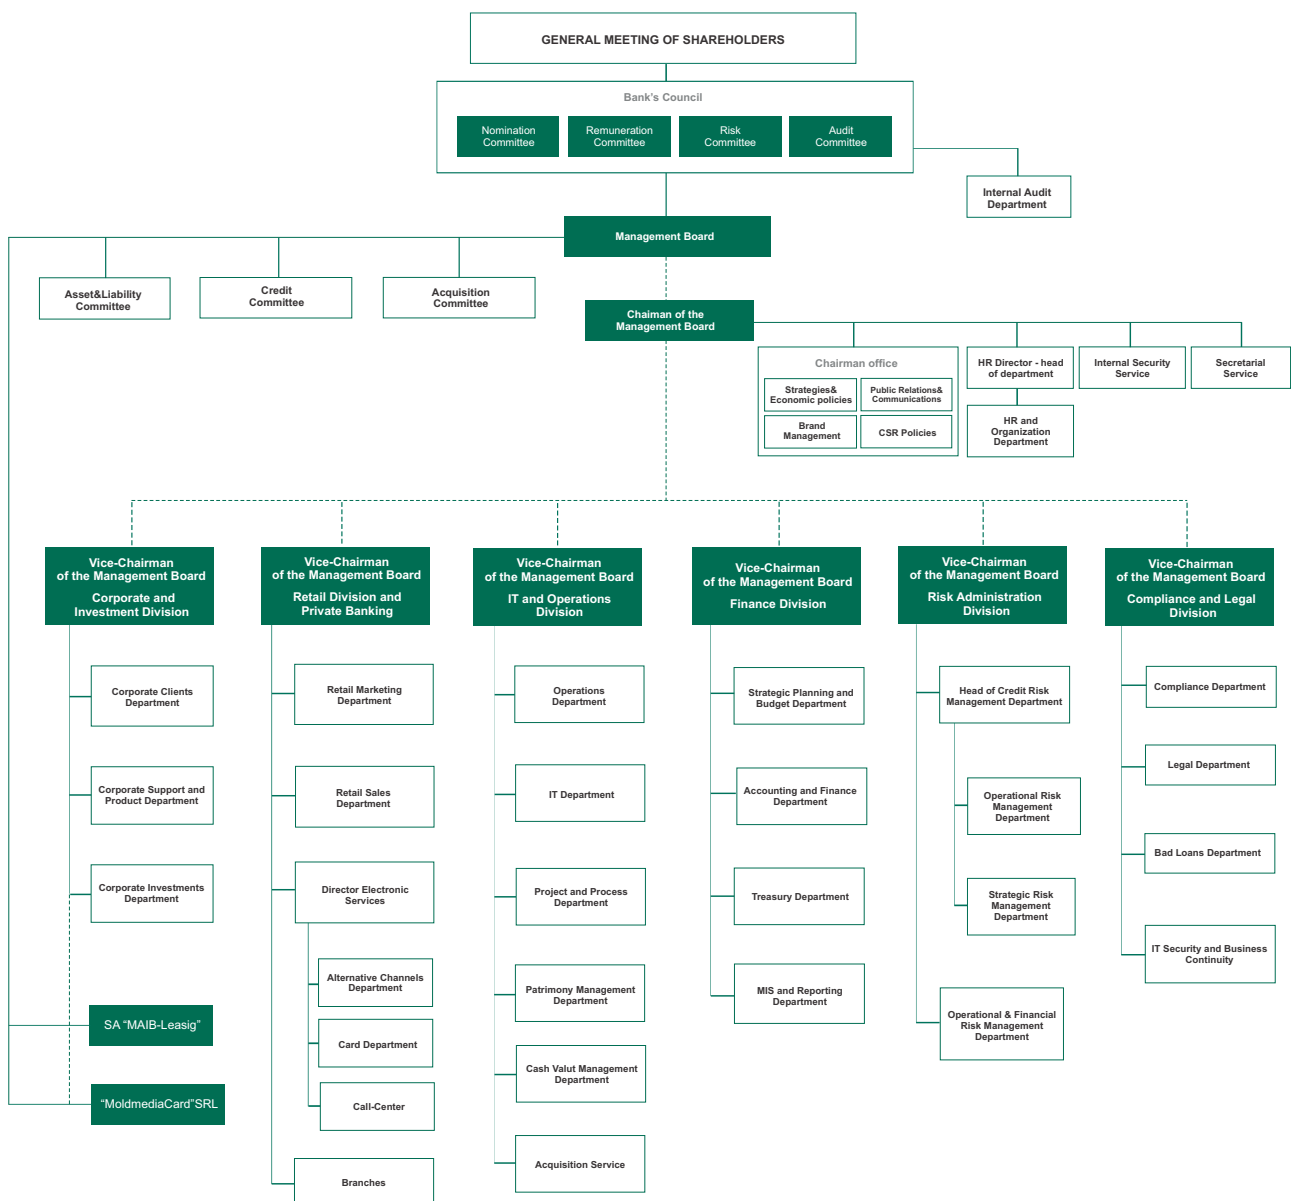 GENERAL MEETING OF SHAREHOLDERS
Bank's Council
Nomination
Committee
Remuneration
Committee
Risk
Committee
Audit
Committee
Internal Audit
Department
Management Board
Asset&Liability
Committee
Credit
Committee
Acquisition
Committee
Chaiman of the
Management Board
Chairman office
Strategies&
Economic policies
Public Relations&
Communications
Brand
Management
CSR Policies
HR Director - head
of department
HR and
Organization
Department
Internal Security
Service
Secretarial
Service
Vice-Chairman
of the Management Board
Corporate and
Investment Division
Corporate Clients
Department
Corporate Support and
Product Department
Corporate Investments
Department
SA “MAIB-Leasig”
“MoldmediaCard”SRL
Vice-Chairman
of the Management Board
Retail Division and
Private Banking
Retail Marketing
Department
Retail Sales
Department
Director Electronic
Services
Alternative Channels
Department
Card Department
Call-Center
Branches
Vice-Chairman
of the Management Board
IT and Operations
Division
Operations
Department
IT Department
Project and Process
Department
Patrimony Management
Department
Cash Valut Management
Department
Acquisition Service
Vice-Chairman
of the Management Board
Finance Division
Strategic Planning and
Budget Department
Accounting and Finance
Department
Treasury Department
MIS and Reporting
Department
Vice-Chairman
of the Management Board
Risk Administration
Division
Head of Credit Risk
Management Department
Operational Risk
Management
Department
Strategic Risk
Management
Department
Operational & Financial
Risk Management
Department
Vice-Chairman
of the Management Board
Compliance and Legal
Division
Compliance Department
Legal Department
Bad Loans Department
IT Security and Business
Continuity